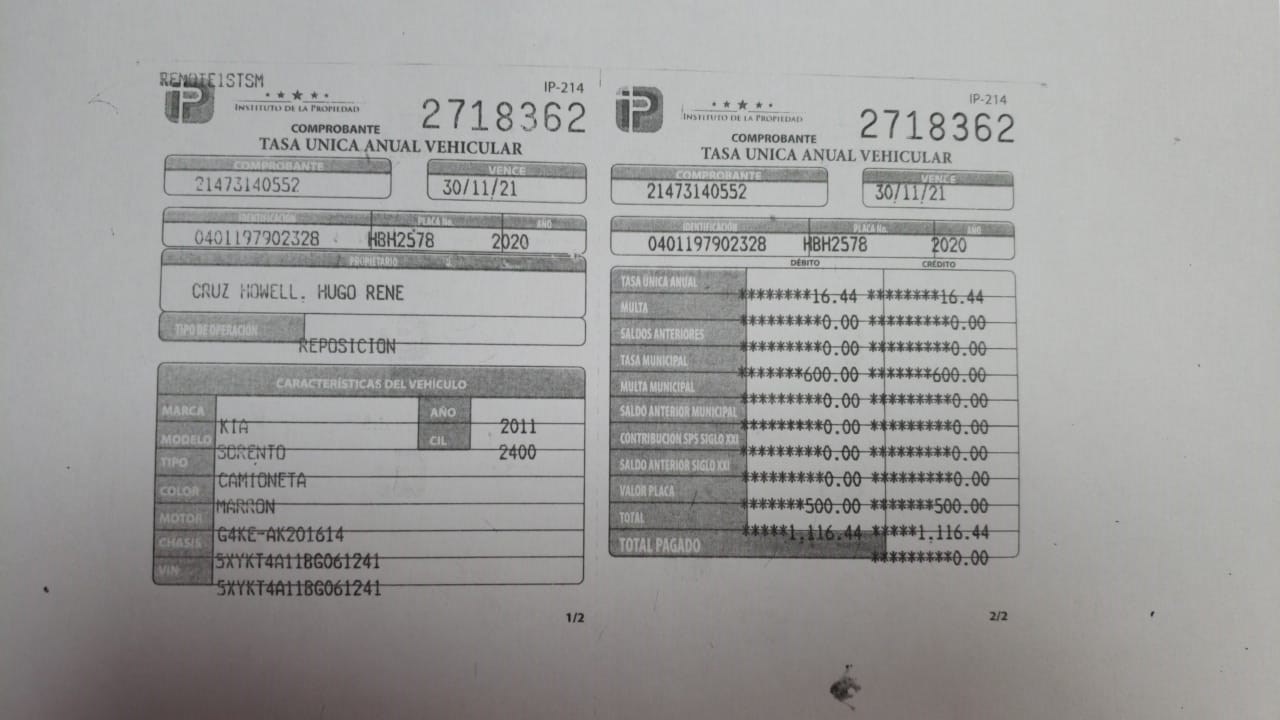 REMOTE1STSM
iP
INSTITUTO DE LA PROPIEDAD
IP-214
2718362
COMPROBANTE
TASA UNICA ANUAL VEHICULAR
COMPROBANTE VENCE
21473140552 30/11/21
IDENTIFICACIÓN PLACA No. AÑO
0401197902328 HBH2578 2020
PROPIETARIO
CRUZ HOWELL, HUGO RENE
TIPO DE OPERACIÓN
REPOSICION
CARACTERÍSTICAS DEL VEHÍCULO
MARCA KIA AÑO 2011
MODELO SORENTO CIL 2400
TIPO CAMIONETA
COLOR MARRON
MOTOR G4KE-AK201614
CHASIS 5XYKT4A11BG061241
VIN 5XYKT4A11BG061241
1/2
iP
INSTITUTO DE LA PROPIEDAD
IP-214
2718362
COMPROBANTE
TASA UNICA ANUAL VEHICULAR
COMPROBANTE VENCE
21473140552 30/11/21
IDENTIFICACIÓN PLACA No. AÑO
0401197902328 HBH2578 2020
DÉBITO CRÉDITO
TASA ÚNICA ANUAL ********16.44 ********16.44
MULTA *********0.00 *********0.00
SALDOS ANTERIORES *********0.00 *********0.00
TASA MUNICIPAL *******600.00 *******600.00
MULTA MUNICIPAL *********0.00 *********0.00
SALDO ANTERIOR MUNICIPAL *********0.00 *********0.00
CONTRIBUCION SPS SIGLO XXI *********0.00 *********0.00
SALDO ANTERIOR SIGLO XXI *********0.00 *********0.00
VALOR PLACA *******500.00 *******500.00
TOTAL *****1,116.44 *****1,116.44
TOTAL PAGADO *********0.00
2/2